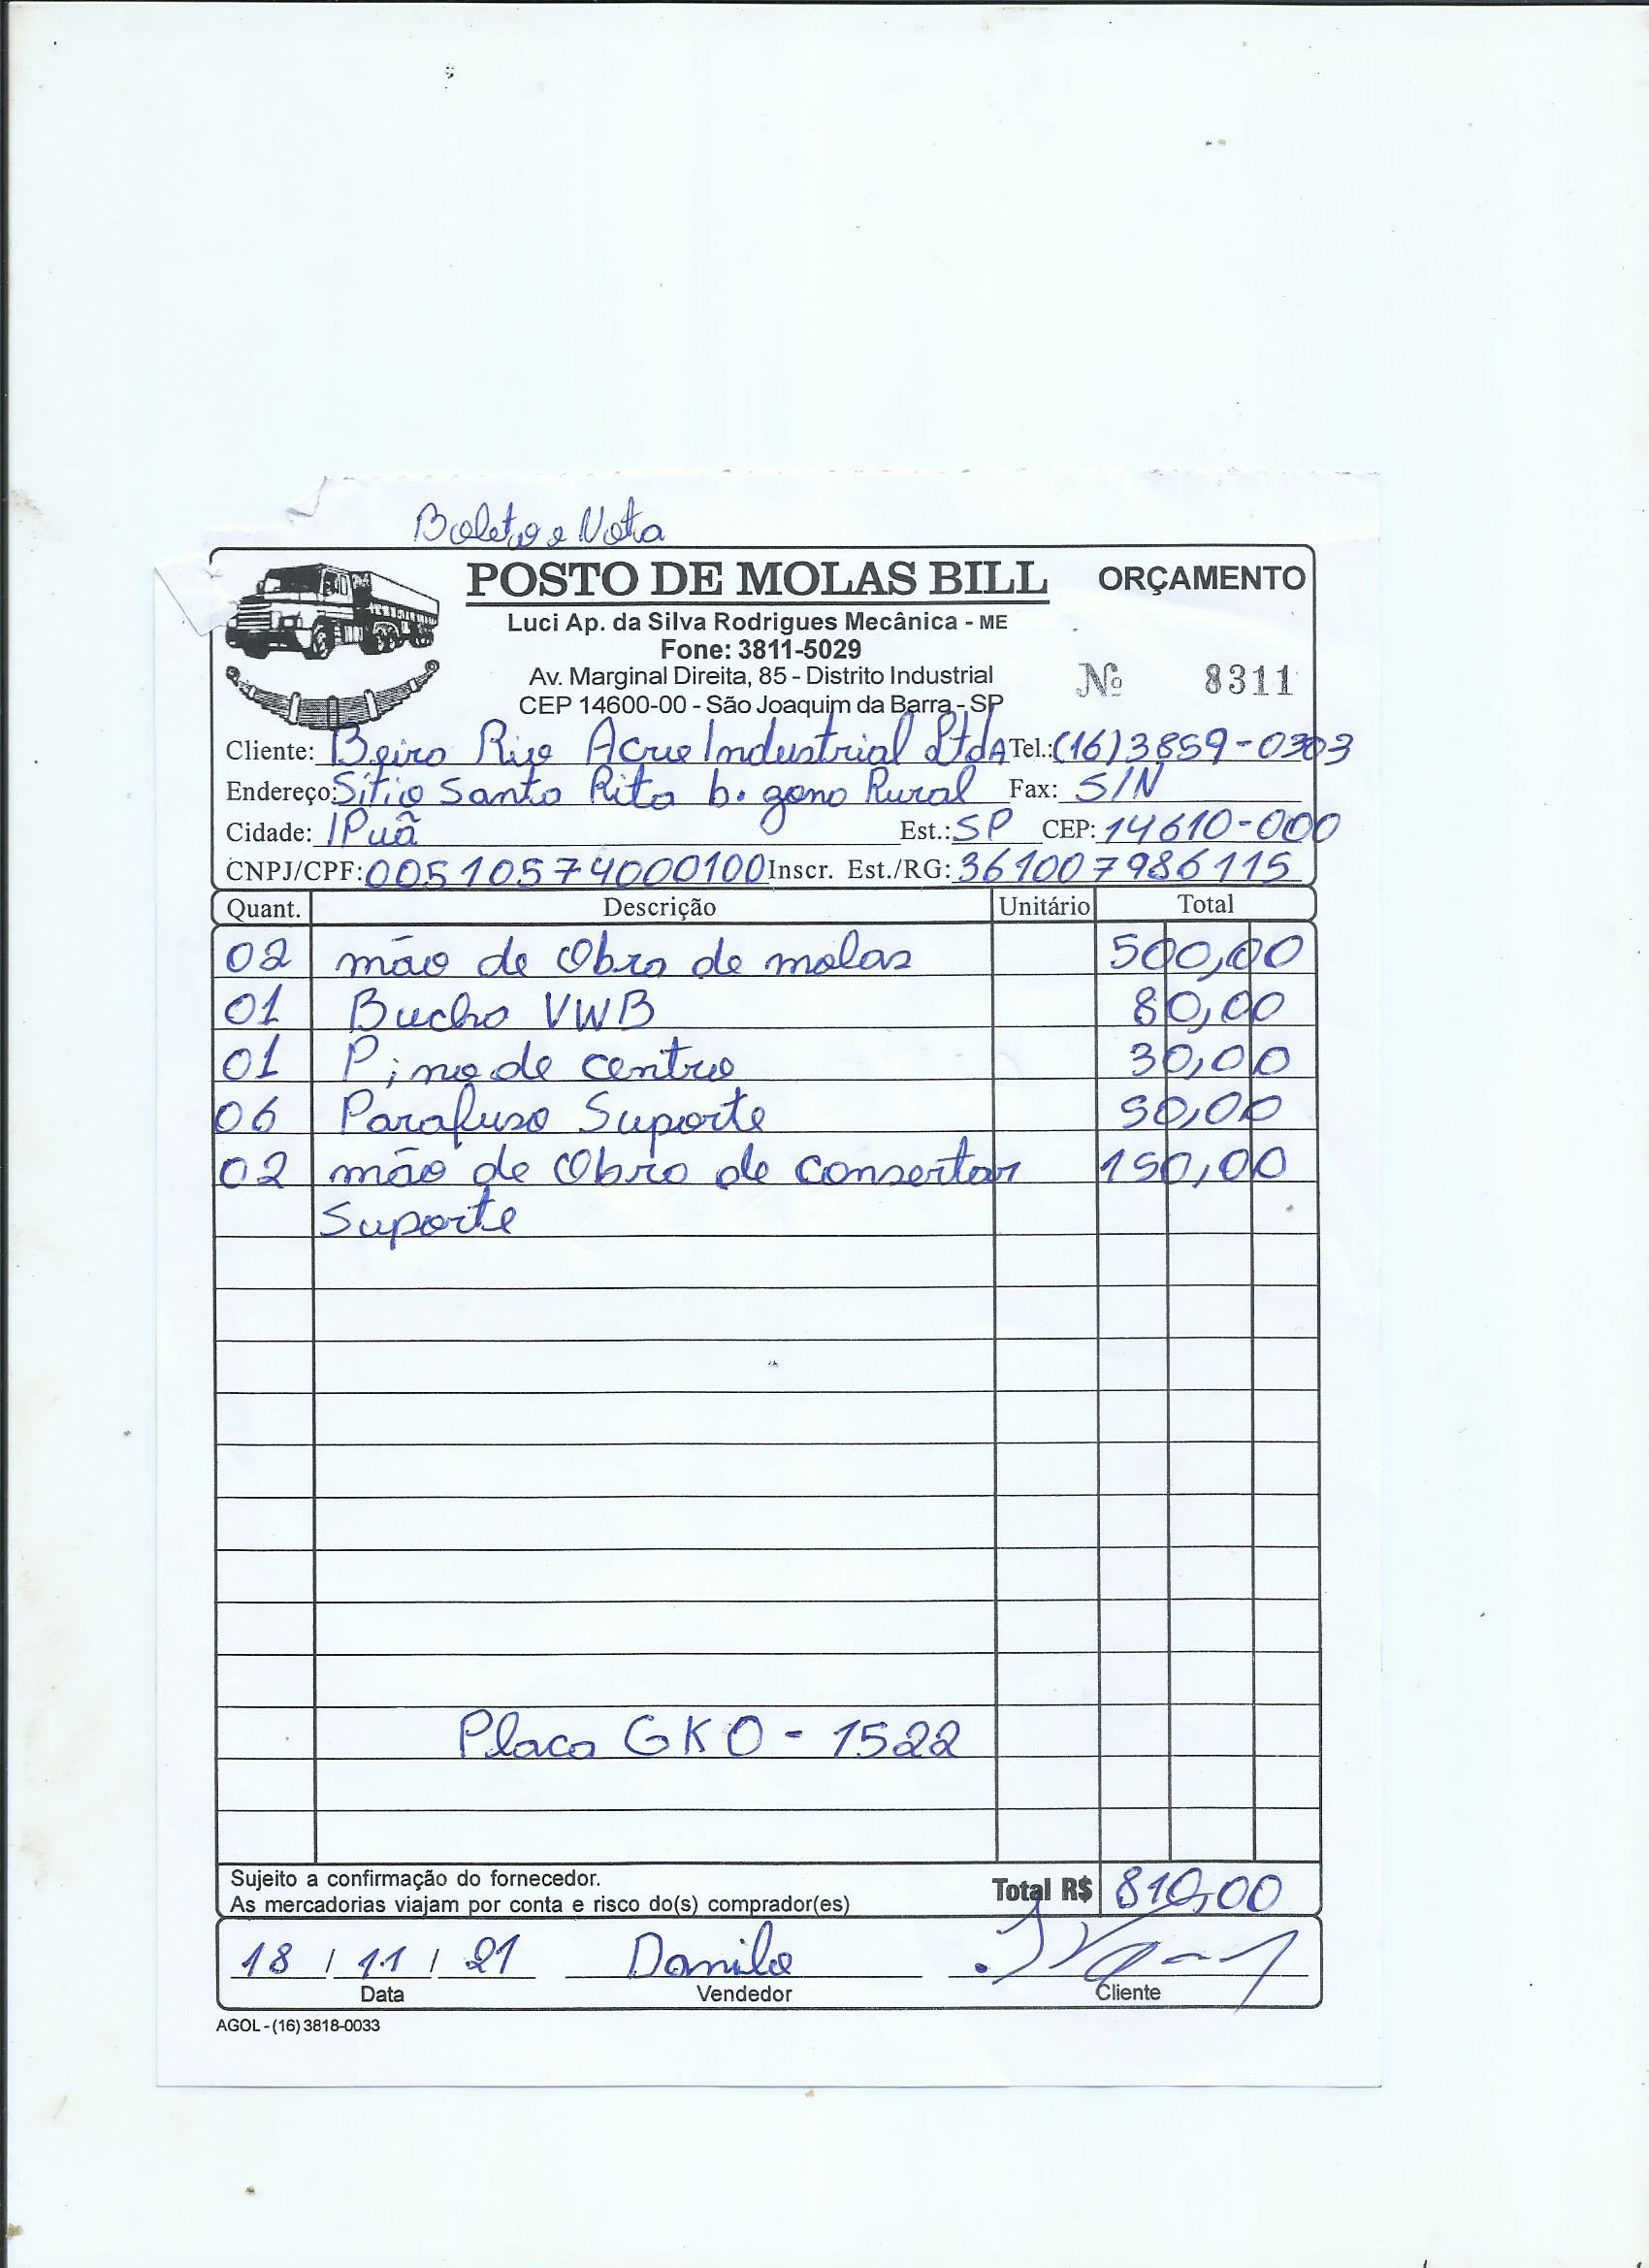 Boleto e Nota
POSTO DE MOLAS BILL ORÇAMENTO
Luci Ap. da Silva Rodrigues Mecânica - ME
Fone: 3811-5029
Av. Marginal Direita, 85 - Distrito Industrial Nº 8311
CEP 14600-00 - São Joaquim da Barra - SP
Cliente: Beira Rio Industrial LtdA Tel.: (16) 3859-0303
Endereço: Sítio Santa Rita b. zona Rural Fax: S/N
Cidade: IPuã Est.: SP CEP: 14610-000
CNPJ/CPF: 00510574000100 Inscr. Est./RG: 361007986115
Quant. Descrição Unitário Total
02 mão de Obra de molas 500,00
01 Bucha VWB 80,00
01 Pino de centro 30,00
06 Parafuso Suporte 50,00
02 mão de Obra de consertar 150,00
Suporte
Placa GKO - 1522
Sujeito a confirmação do fornecedor.
As mercadorias viajam por conta e risco do(s) comprador(es) Total R$ 810,00
18 / 11 / 21 Danilo
Data Vendedor Cliente
AGOL - (16) 3818-0033